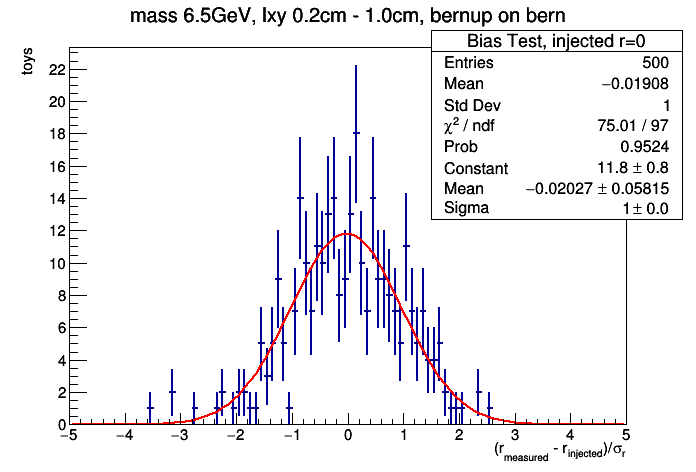 mass 6.5GeV, lxy 0.2cm - 1.0cm, bernup on bern
Bias Test, injected r=0
Entries 500
Mean −0.01908
Std Dev 1
χ² / ndf 75.01 / 97
Prob 0.9524
Constant 11.8 ± 0.8
Mean −0.02027 ± 0.05815
Sigma 1 ± 0.0
toys
22
20
18
16
14
12
10
8
6
4
2
0
−5 −4 −3 −2 −1 0 1 2 3 4 5
(r_measured - r_injected)/σ_r